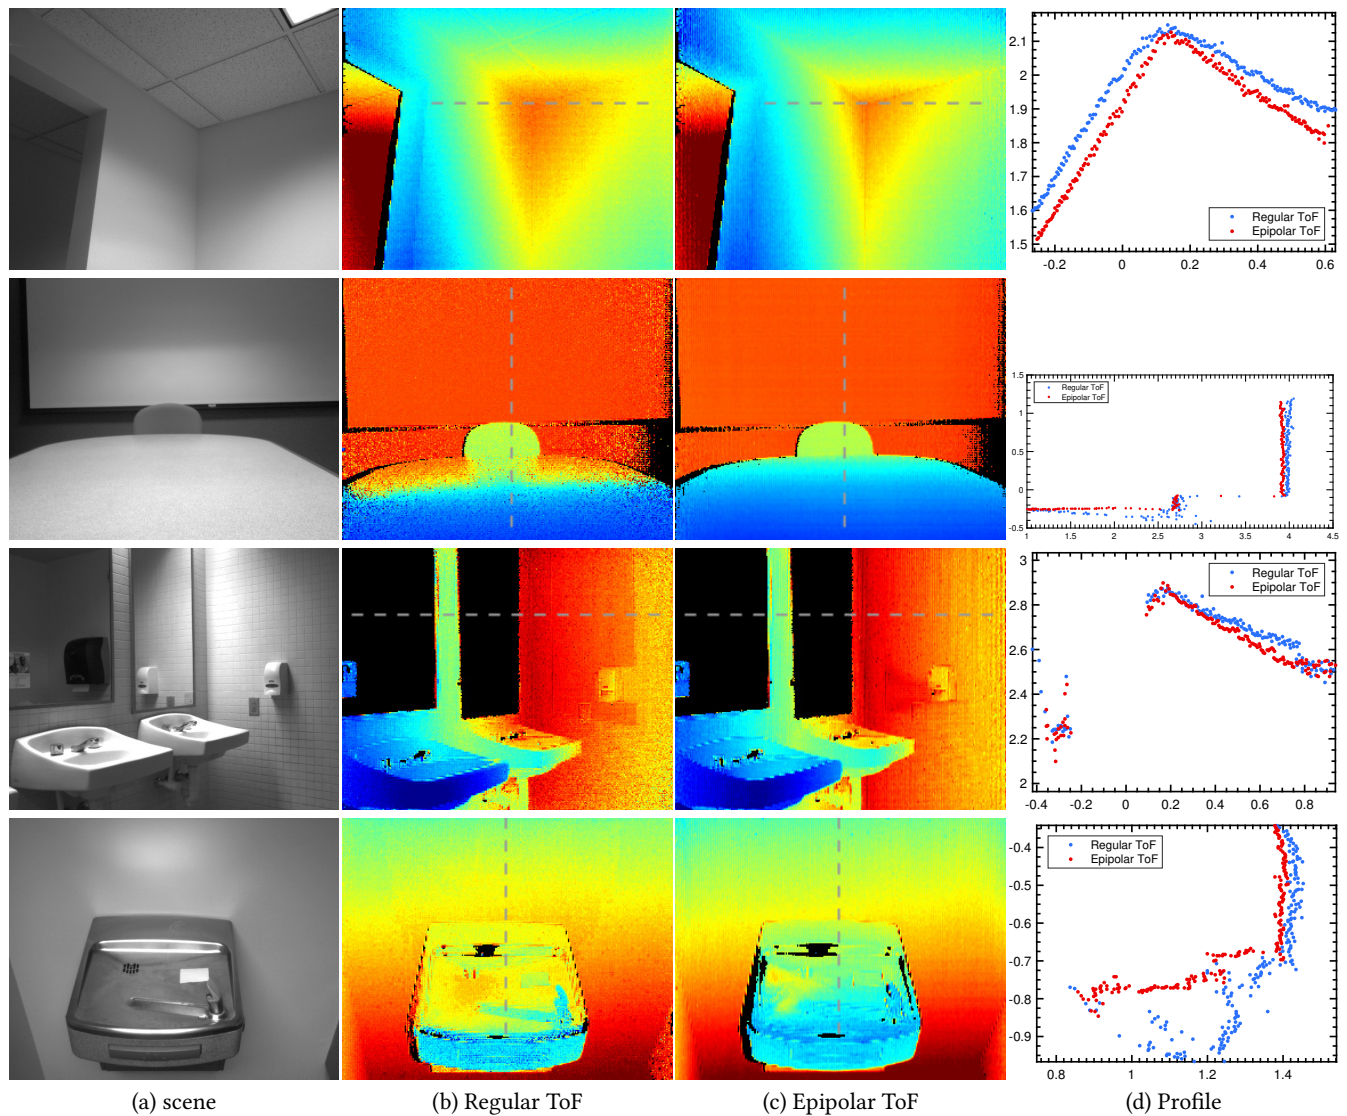 2.1
2
1.9
1.8
1.7
1.6
1.5
Regular ToF
Epipolar ToF
-0.2 0 0.2 0.4 0.6
1.5
1
0.5
0
-0.5
Regular ToF
Epipolar ToF
1 1.5 2 2.5 3 3.5 4 4.5
3
2.8
2.6
2.4
2.2
2
Regular ToF
Epipolar ToF
-0.4 -0.2 0 0.2 0.4 0.6 0.8
-0.4
-0.5
-0.6
-0.7
-0.8
-0.9
Regular ToF
Epipolar ToF
0.8 1 1.2 1.4
(a) scene (b) Regular ToF (c) Epipolar ToF (d) Profile